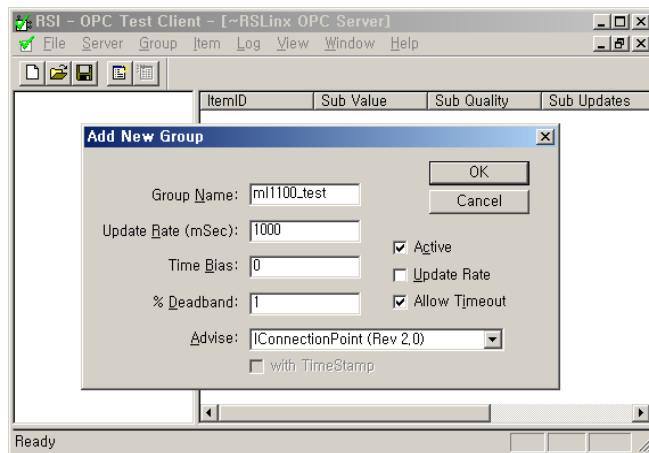 RSI - OPC Test Client - [~RSLinx OPC Server]
File Server Group Item Log View Window Help
ItemID Sub Value Sub Quality Sub Updates
Add New Group
OK
Group Name: ml1100_test
Cancel
Update Rate (mSec): 1000
Active
Time Bias: 0
Update Rate
% Deadband: 1
Allow Timeout
Advise: IConnectionPoint (Rev 2,0)
with TimeStamp
Ready